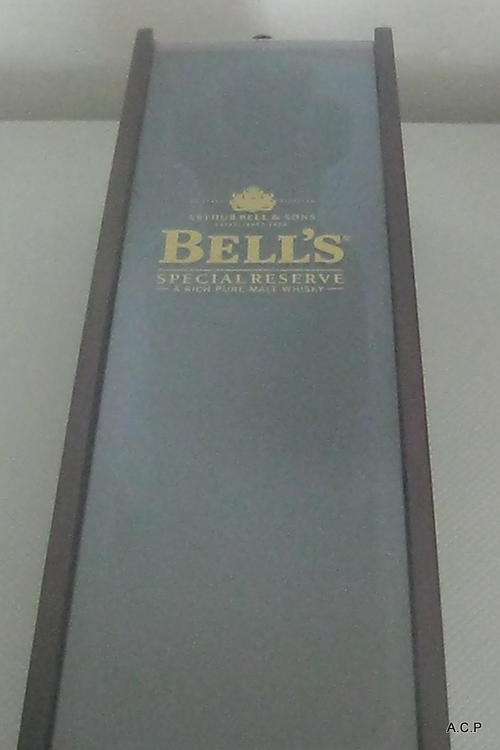 ARTHUR BELL & SONS
BELL'S
SPECIAL RESERVE
A RICH PURE MALT WHISKY
A.C.P